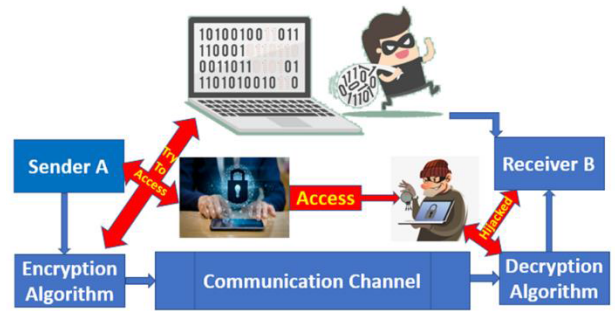 10100100 011
110001
0011011 01
1101010010 0
Sender A
Try
To
Access
Access
Hijacked
Receiver B
Encryption
Algorithm
Communication Channel
Decryption
Algorithm